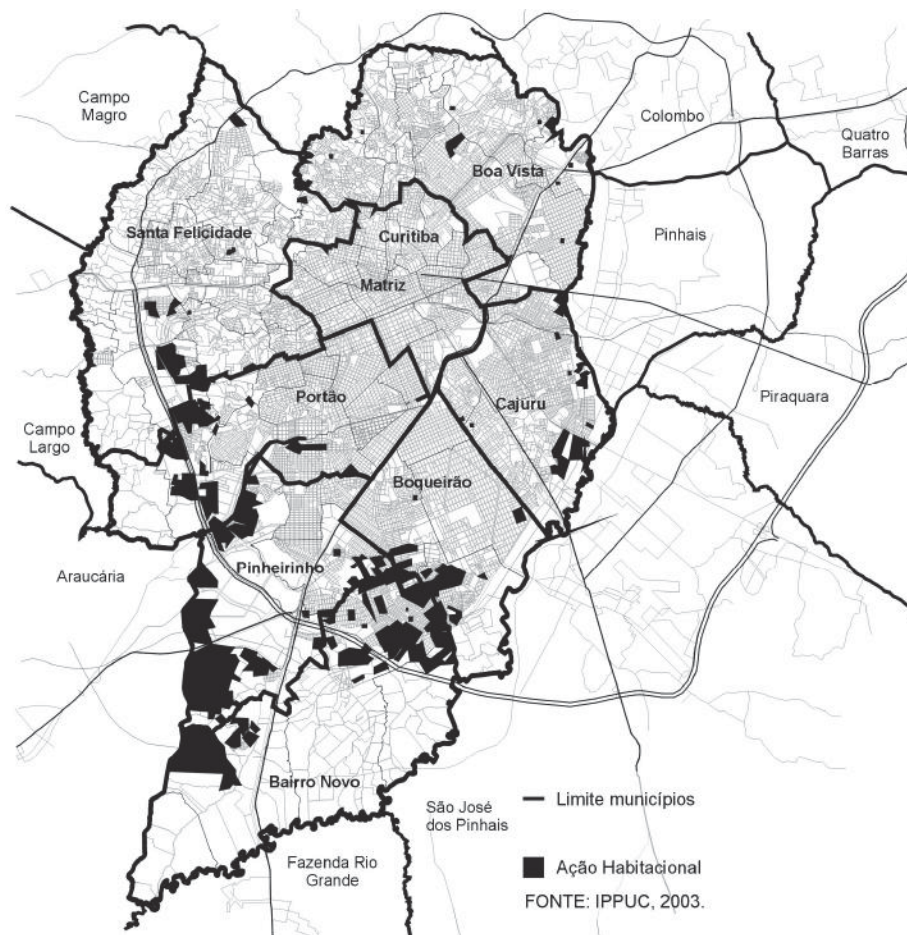 Campo
Magro
Colombo
Quatro
Barras
Boa Vista
Santa Felicidade
Curitiba
Pinhais
Matriz
Portão
Cajuru
Piraquara
Campo
Largo
Boqueirão
Araucária
Pinheirinho
Bairro Novo
São José
dos Pinhais
Fazenda Rio
Grande
Limite municípios
Ação Habitacional
FONTE: IPPUC, 2003.